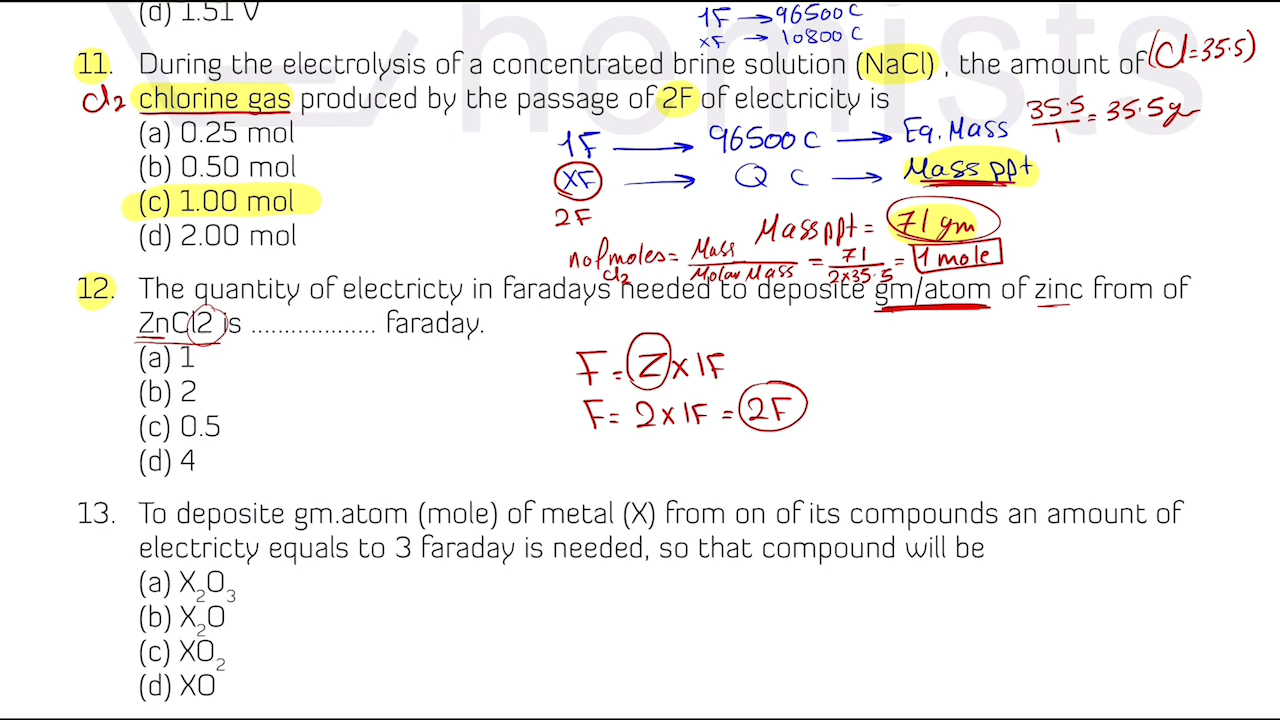 (d) 1.51 V
1F → 96500 C
xF → 10800 C
11. During the electrolysis of a concentrated brine solution (NaCl) , the amount of (Cl=35.5)
Cl2 chlorine gas produced by the passage of 2F of electricity is
35.5/1 = 35.5g
(a) 0.25 mol
1F → 96500 C → Eq. Mass
(b) 0.50 mol
xF → Q C → Mass ppt
(c) 1.00 mol
2F
Mass ppt = 71 gm
(d) 2.00 mol
no of moles Cl2 = Mass/Molar Mass = 71/2×35.5 = 1 mole
12. The quantity of electricty in faradays needed to deposite gm/atom of zinc from of
ZnCl2 is .................... faraday.
(a) 1
F = Z × 1F
(b) 2
F = 2 × 1F = 2F
(c) 0.5
(d) 4
13. To deposite gm.atom (mole) of metal (X) from on of its compounds an amount of
electricty equals to 3 faraday is needed, so that compound will be
(a) X2O3
(b) X2O
(c) XO2
(d) XO